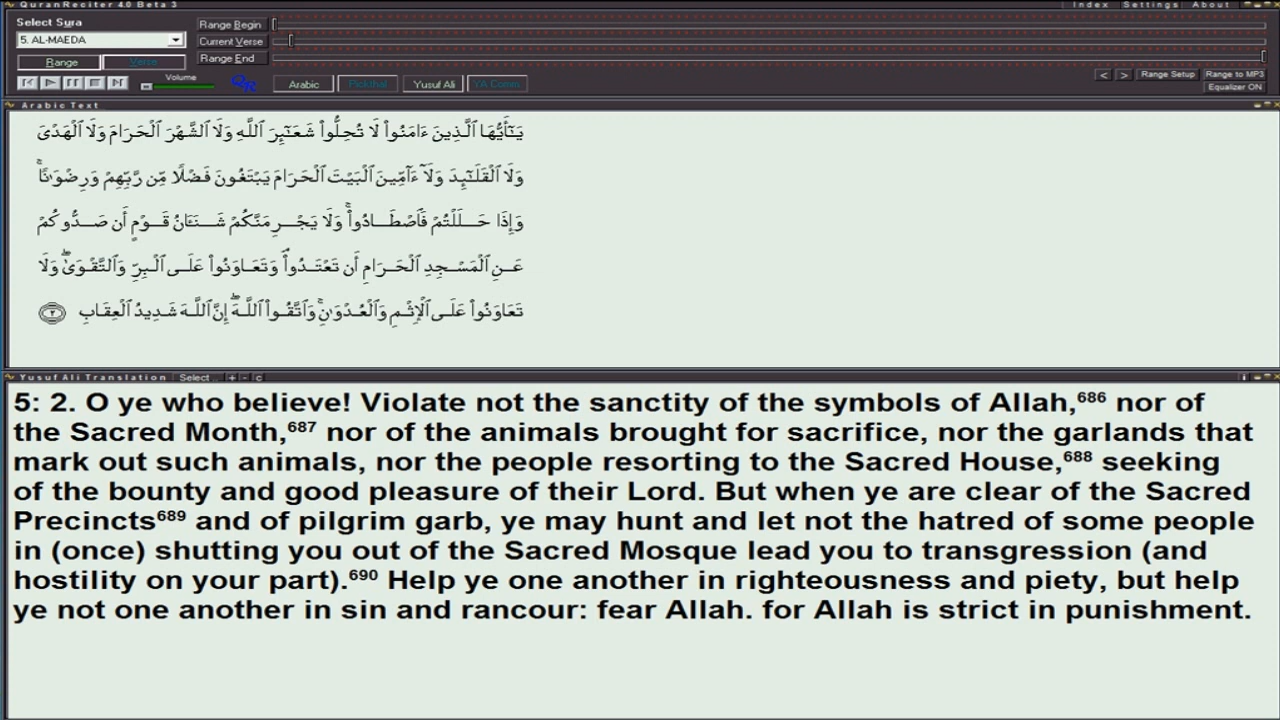 QuranReciter 4.0 Beta 3
Index Settings About
Select Sura
5. AL-MAEDA
Range Verse
Volume
Range Begin
Current Verse
Range End
QR
Arabic Pickthal Yusuf Ali YA Comm
< > Range Setup Range to MP3
Equalizer ON
Arabic Text
يَـٰٓأَيُّهَا ٱلَّذِينَ ءَامَنُوا۟ لَا تُحِلُّوا۟ شَعَـٰٓئِرَ ٱللَّهِ وَلَا ٱلشَّهْرَ ٱلْحَرَامَ وَلَا ٱلْهَدْىَ
وَلَا ٱلْقَلَـٰٓئِدَ وَلَآ ءَآمِّينَ ٱلْبَيْتَ ٱلْحَرَامَ يَبْتَغُونَ فَضْلًا مِّن رَّبِّهِمْ وَرِضْوَٰنًا ۚ
وَإِذَا حَلَلْتُمْ فَٱصْطَادُوا۟ ۚ وَلَا يَجْرِمَنَّكُمْ شَنَـَٔانُ قَوْمٍ أَن صَدُّوكُمْ
عَنِ ٱلْمَسْجِدِ ٱلْحَرَامِ أَن تَعْتَدُوا۟ ۘ وَتَعَاوَنُوا۟ عَلَى ٱلْبِرِّ وَٱلتَّقْوَىٰ ۖ وَلَا
تَعَاوَنُوا۟ عَلَى ٱلْإِثْمِ وَٱلْعُدْوَٰنِ ۚ وَٱتَّقُوا۟ ٱللَّهَ ۖ إِنَّ ٱللَّهَ شَدِيدُ ٱلْعِقَابِ ٢
Yusuf Ali Translation Select + - c i
5: 2. O ye who believe! Violate not the sanctity of the symbols of Allah,686 nor of
the Sacred Month,687 nor of the animals brought for sacrifice, nor the garlands that
mark out such animals, nor the people resorting to the Sacred House,688 seeking
of the bounty and good pleasure of their Lord. But when ye are clear of the Sacred
Precincts689 and of pilgrim garb, ye may hunt and let not the hatred of some people
in (once) shutting you out of the Sacred Mosque lead you to transgression (and
hostility on your part).690 Help ye one another in righteousness and piety, but help
ye not one another in sin and rancour: fear Allah. for Allah is strict in punishment.